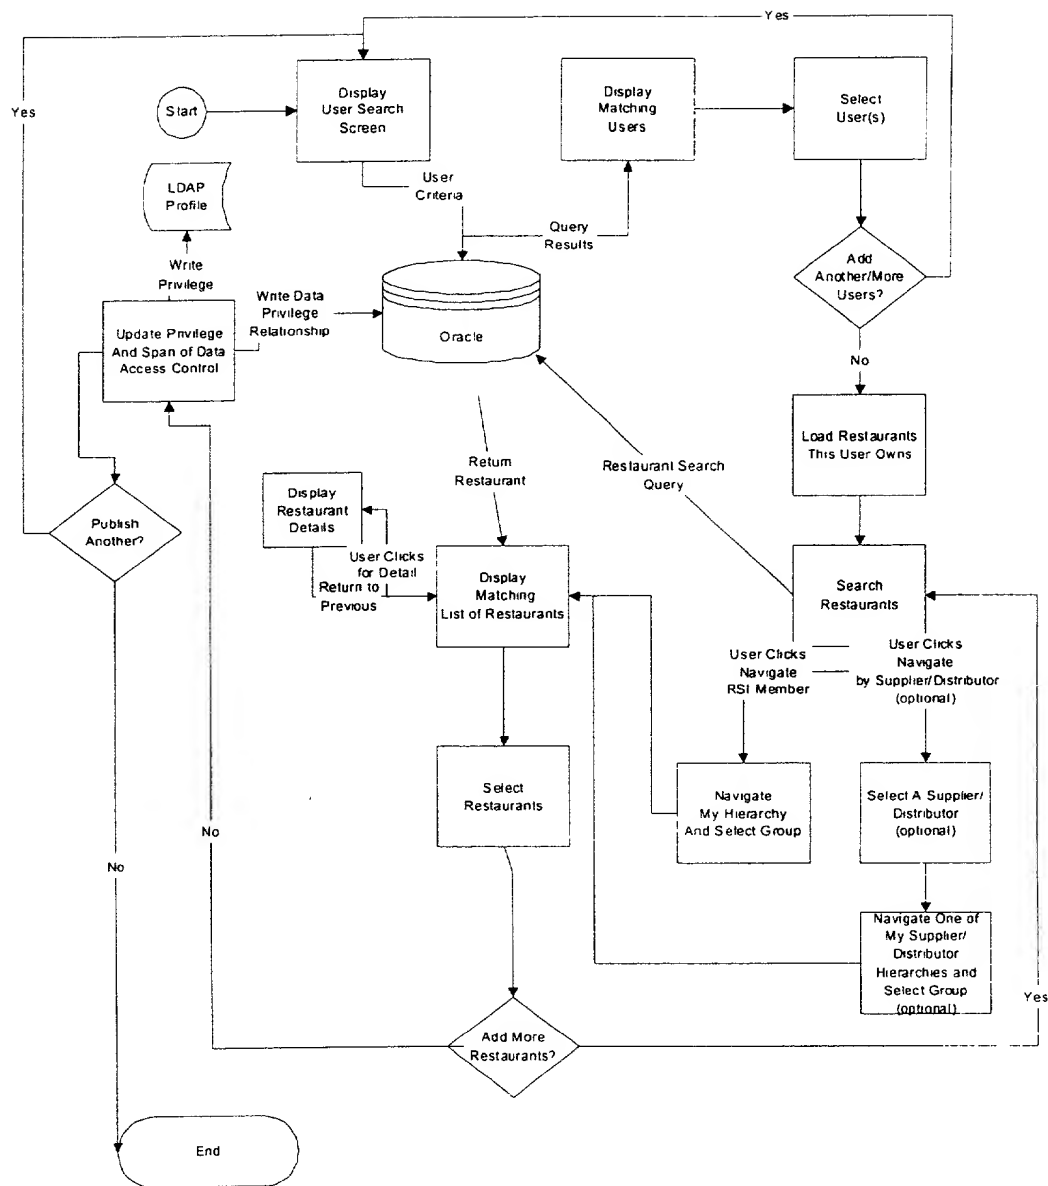 Yes
Yes
Start
Display
User Search
Screen
Display
Matching
Users
Select
User(s)
LDAP
Profile
User
Criteria
Query
Results
Write
Privilege
Add
Another/More
Users?
Write Data
Privilege
Relationship
Update Privilege
And Span of Data
Access Control
Oracle
No
Load Restaurants
This User Owns
Return
Restaurant
Restaurant Search
Query
Display
Restaurant
Details
Publish
Another?
User Clicks
for Detail
Return to
Previous
Display
Matching
List of Restaurants
Search
Restaurants
User Clicks
Navigate
RSI Member
User Clicks
Navigate
by Supplier/Distributor
(optional)
Select
Restaurants
Navigate
My Hierarchy
And Select Group
Select A Supplier/
Distributor
(optional)
No
No
Navigate One of
My Supplier/
Distributor
Hierarchies and
Select Group
(optional)
Yes
Add More
Restaurants?
End